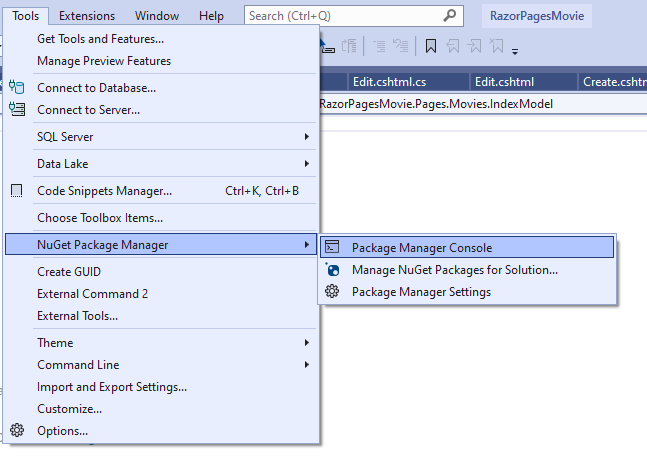 Tools Extensions Window Help Search (Ctrl+Q) RazorPagesMovie
Get Tools and Features...
Manage Preview Features
Edit.cshtml.cs Edit.cshtml Create.cshtm
Connect to Database...
RazorPagesMovie.Pages.Movies.IndexModel
Connect to Server...
SQL Server
Data Lake
Code Snippets Manager... Ctrl+K, Ctrl+B
Choose Toolbox Items...
NuGet Package Manager
Package Manager Console
Manage NuGet Packages for Solution...
Package Manager Settings
Create GUID
External Command 2
External Tools...
Theme
Command Line
Import and Export Settings...
Customize...
Options...